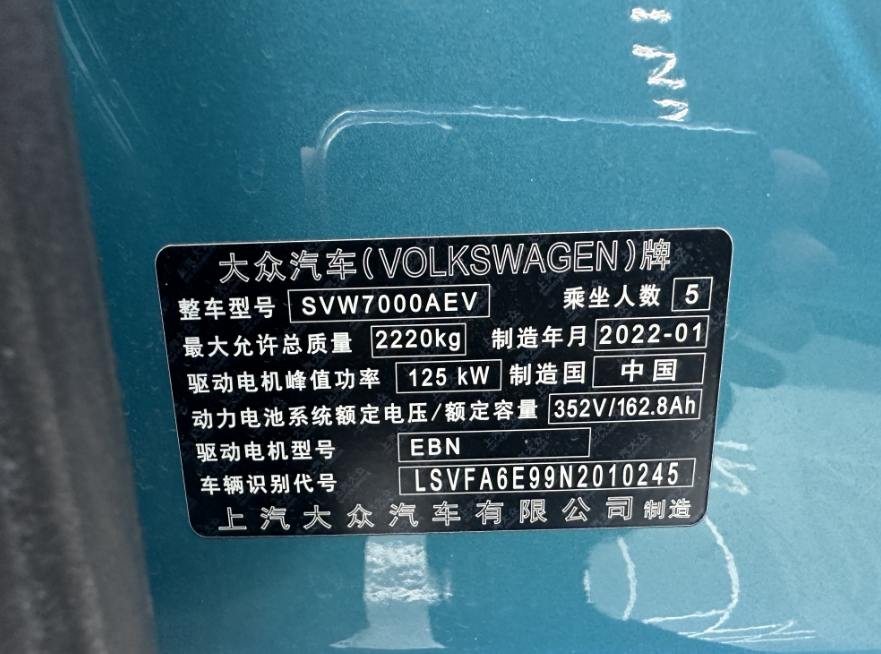 大众汽车(VOLKSWAGEN)牌
整车型号 SVW7000AEV 乘坐人数 5
最大允许总质量 2220kg 制造年月 2022-01
驱动电机峰值功率 125 kW 制造国 中国
动力电池系统额定电压/额定容量 352V/162.8Ah
驱动电机型号 EBN
车辆识别代号 LSVFA6E99N2010245
上汽大众汽车有限公司 制造